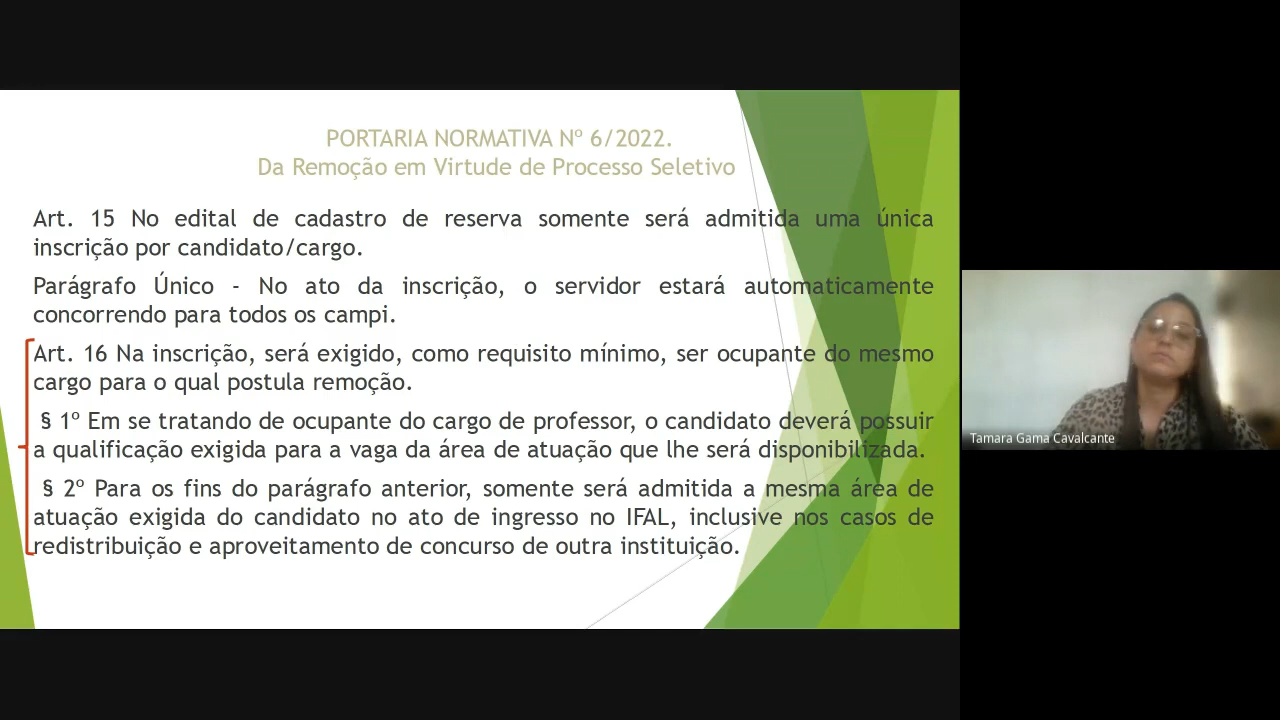 PORTARIA NORMATIVA Nº 6/2022.
Da Remoção em Virtude de Processo Seletivo
Art. 15 No edital de cadastro de reserva somente será admitida uma única
inscrição por candidato/cargo.
Parágrafo Único - No ato da inscrição, o servidor estará automaticamente
concorrendo para todos os campi.
Art. 16 Na inscrição, será exigido, como requisito mínimo, ser ocupante do mesmo
cargo para o qual postula remoção.
§ 1º Em se tratando de ocupante do cargo de professor, o candidato deverá possuir
a qualificação exigida para a vaga da área de atuação que lhe será disponibilizada.
§ 2º Para os fins do parágrafo anterior, somente será admitida a mesma área de
atuação exigida do candidato no ato de ingresso no IFAL, inclusive nos casos de
redistribuição e aproveitamento de concurso de outra instituição.
Tamara Gama Cavalcante